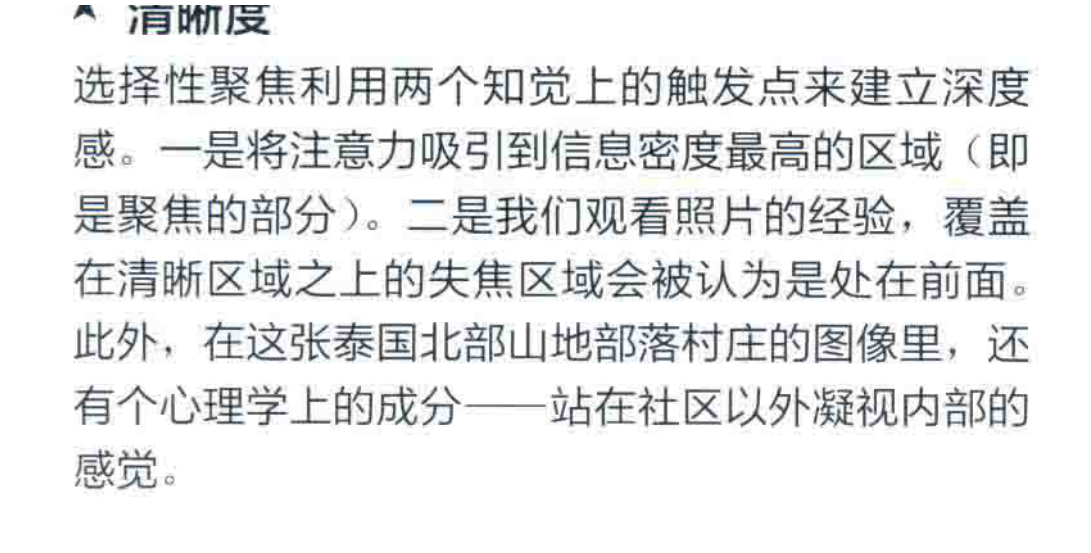 清晰度
选择性聚焦利用两个知觉上的触发点来建立深度
感。一是将注意力吸引到信息密度最高的区域（即
是聚焦的部分）。二是我们观看照片的经验，覆盖
在清晰区域之上的失焦区域会被认为是处在前面。
此外，在这张泰国北部山地部落村庄的图像里，还
有个心理学上的成分——站在社区以外凝视内部的
感觉。